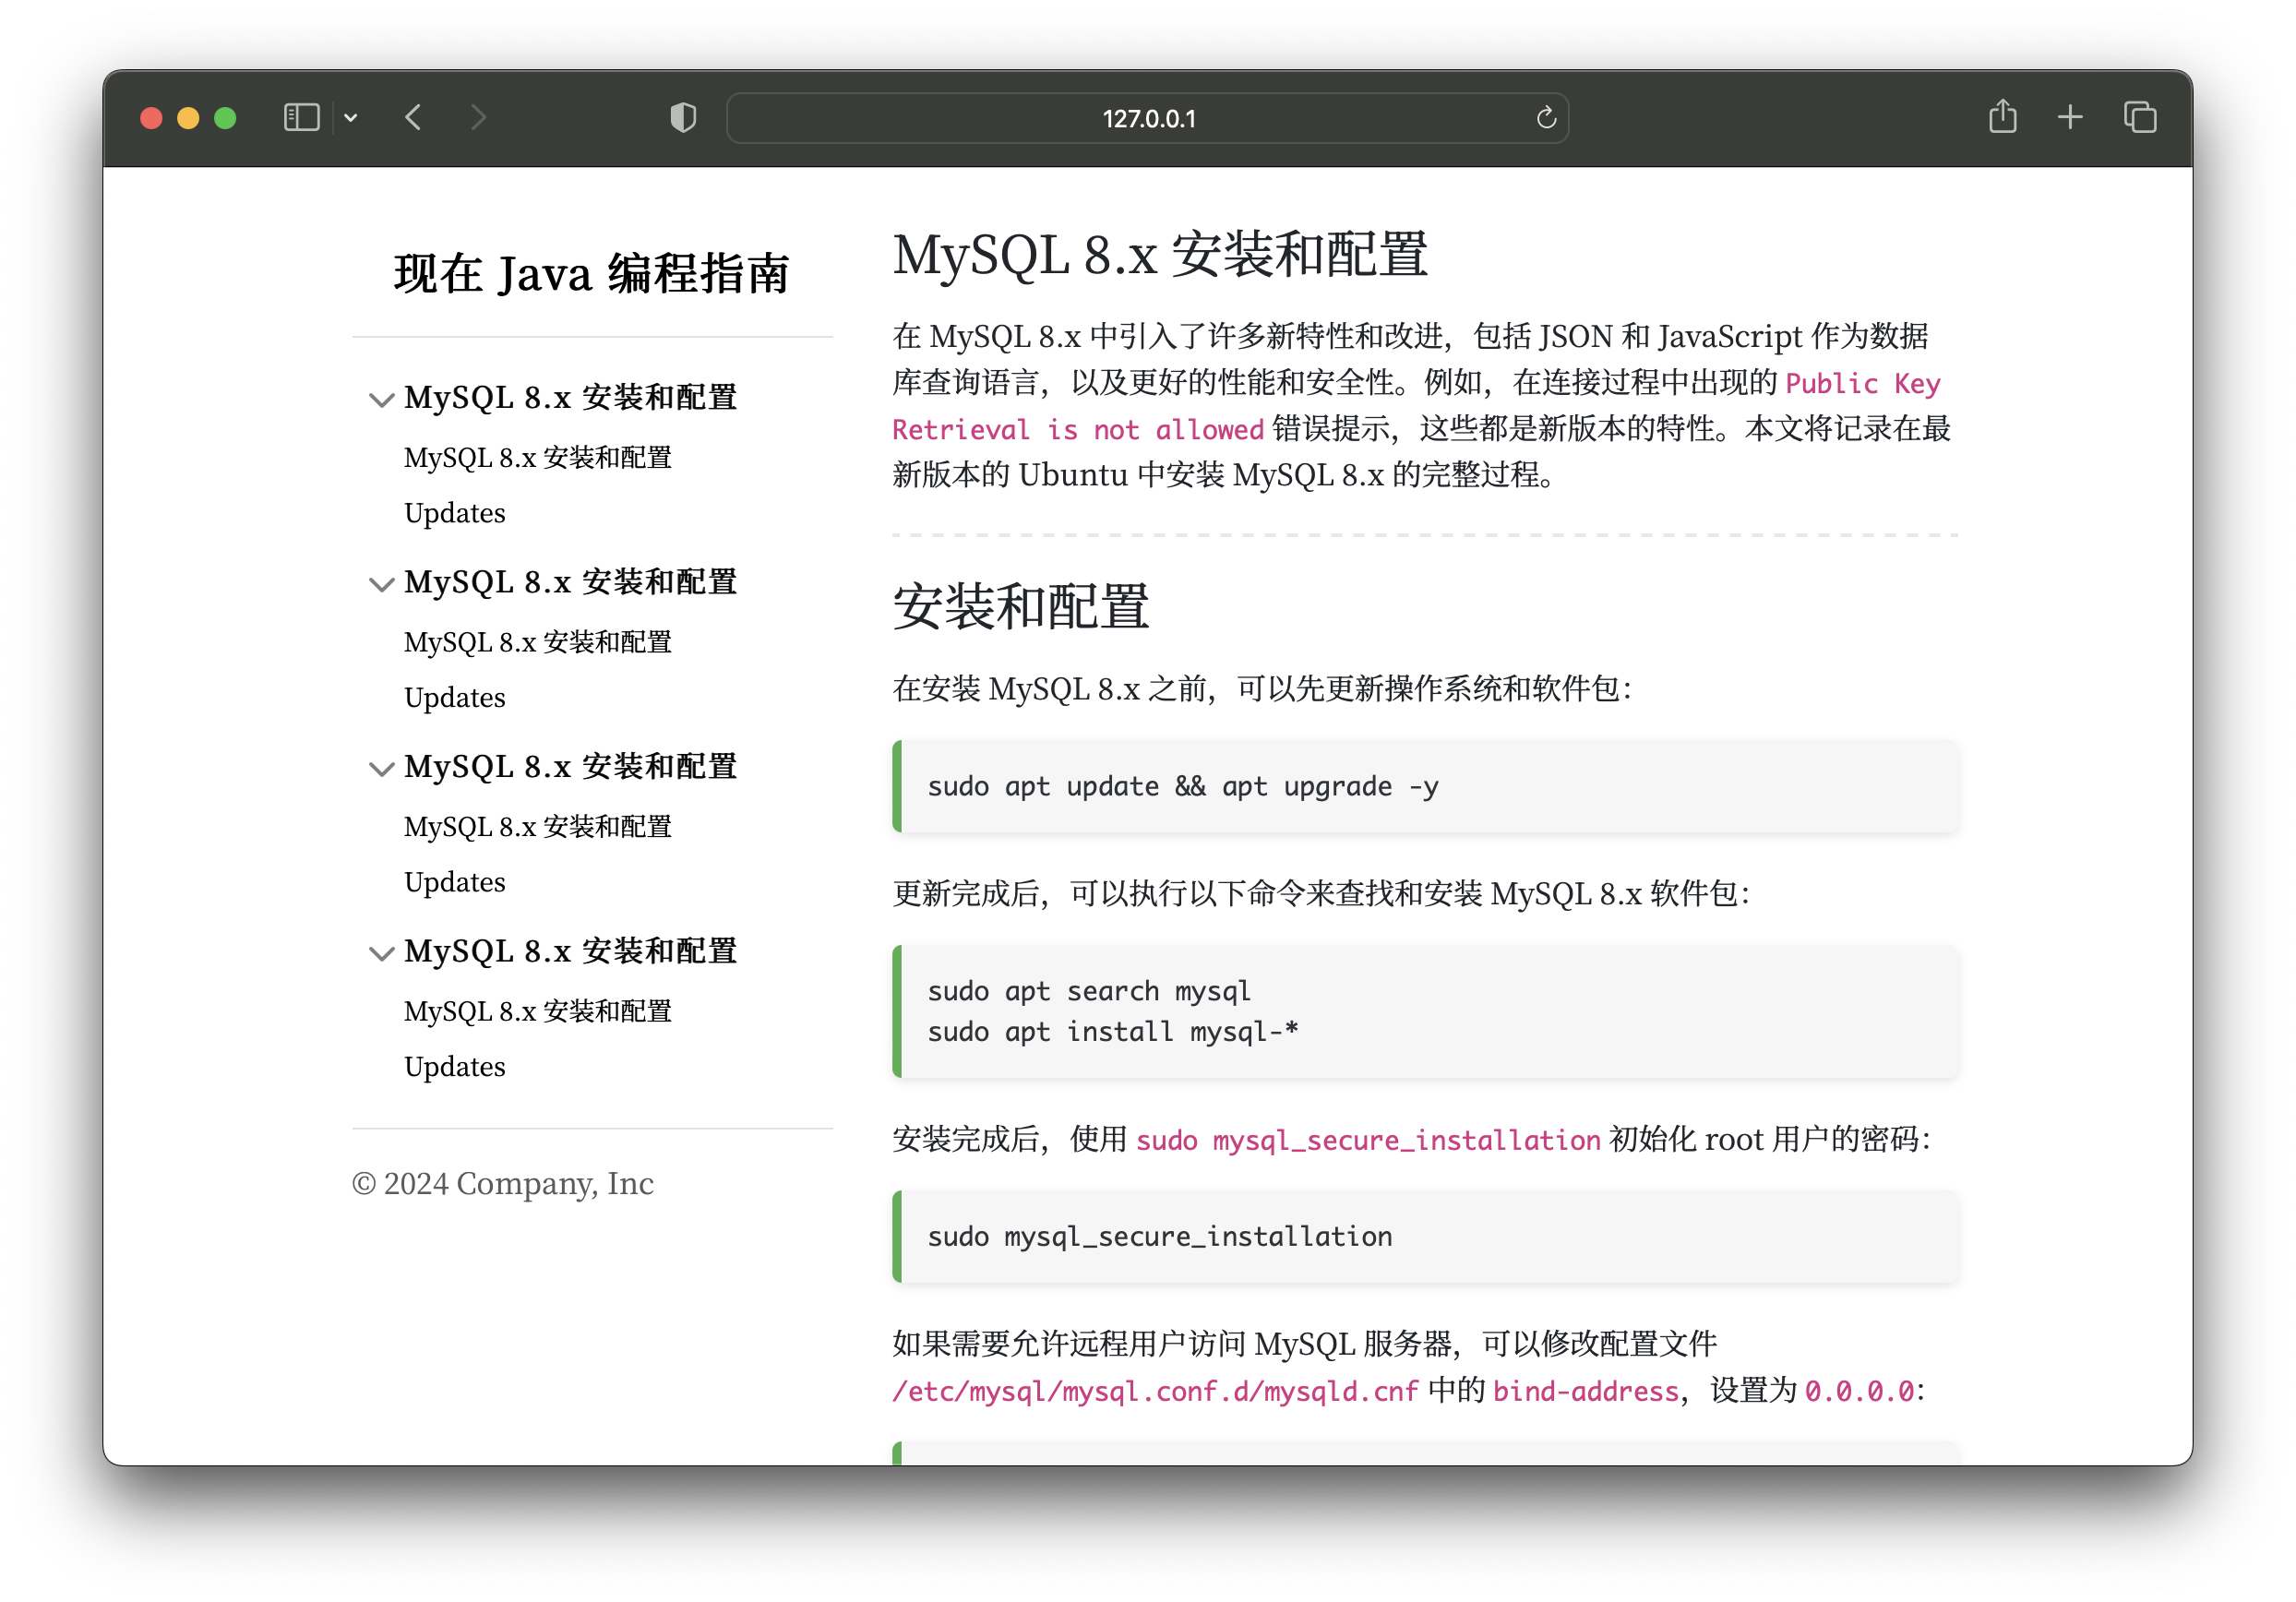 127.0.0.1
现在 Java 编程指南
MySQL 8.x 安装和配置
MySQL 8.x 安装和配置
Updates
MySQL 8.x 安装和配置
MySQL 8.x 安装和配置
Updates
MySQL 8.x 安装和配置
MySQL 8.x 安装和配置
Updates
MySQL 8.x 安装和配置
MySQL 8.x 安装和配置
Updates
© 2024 Company, Inc
MySQL 8.x 安装和配置
在 MySQL 8.x 中引入了许多新特性和改进，包括 JSON 和 JavaScript 作为数据
库查询语言，以及更好的性能和安全性。例如，在连接过程中出现的 Public Key
Retrieval is not allowed 错误提示，这些都是新版本的特性。本文将记录在最
新版本的 Ubuntu 中安装 MySQL 8.x 的完整过程。
安装和配置
在安装 MySQL 8.x 之前，可以先更新操作系统和软件包：
sudo apt update && apt upgrade -y
更新完成后，可以执行以下命令来查找和安装 MySQL 8.x 软件包：
sudo apt search mysql
sudo apt install mysql-*
安装完成后，使用 sudo mysql_secure_installation 初始化 root 用户的密码：
sudo mysql_secure_installation
如果需要允许远程用户访问 MySQL 服务器，可以修改配置文件
/etc/mysql/mysql.conf.d/mysqld.cnf 中的 bind-address，设置为 0.0.0.0：